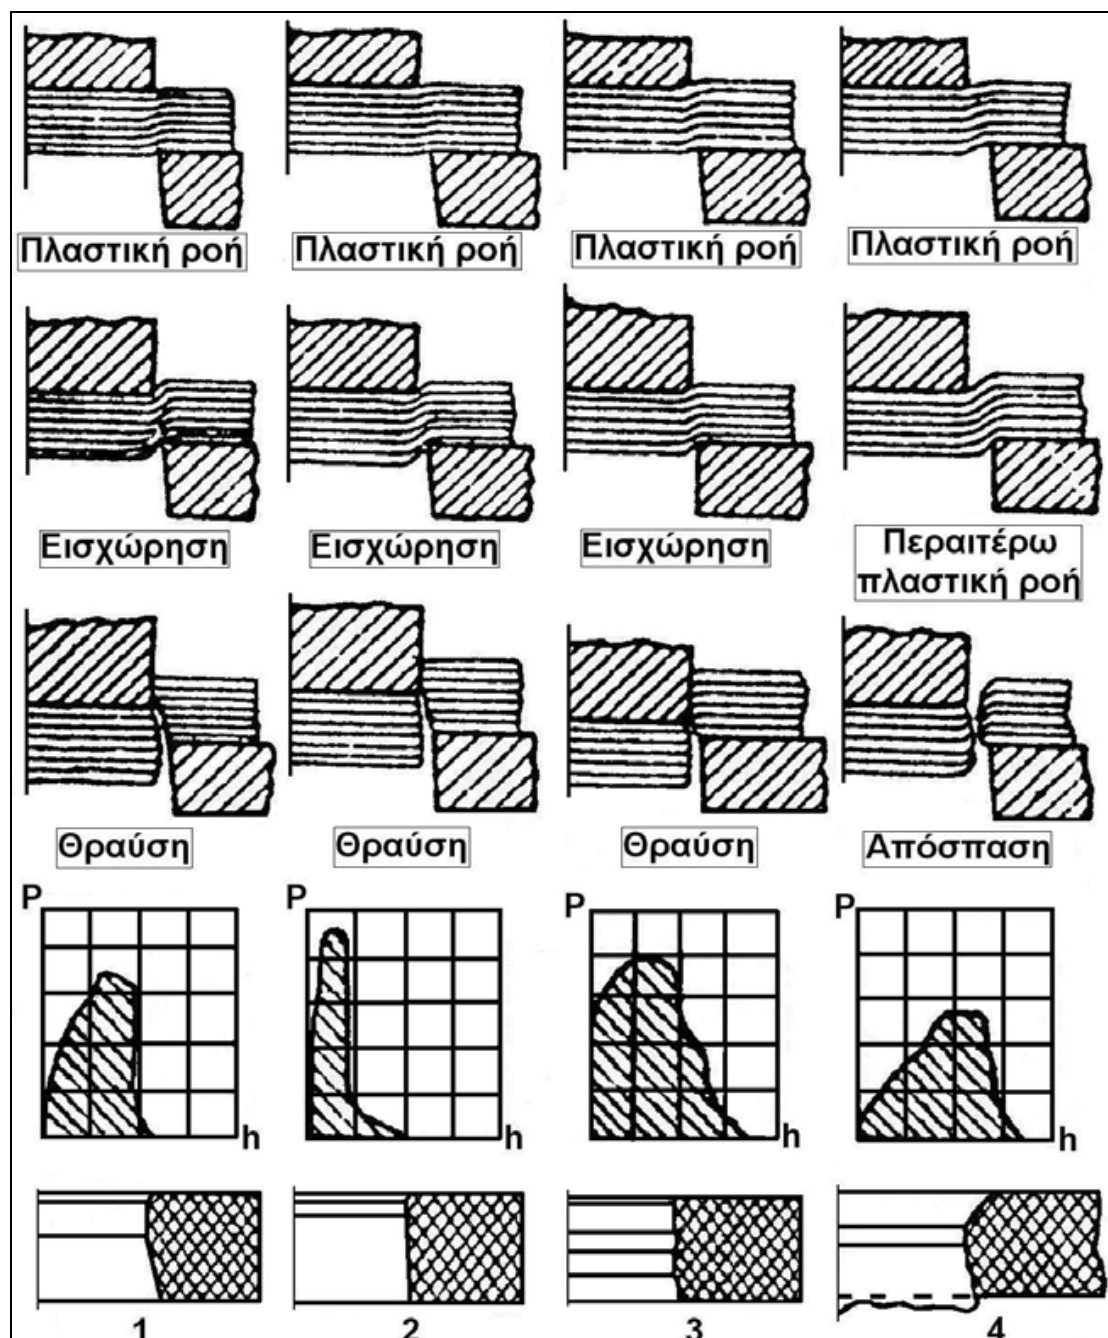 Πλαστική ροή Πλαστική ροή Πλαστική ροή Πλαστική ροή
Εισχώρηση Εισχώρηση Εισχώρηση Περαιτέρω
πλαστική ροή
Θραύση Θραύση Θραύση Απόσπαση
P P P P
h h h h
1 2 3 4